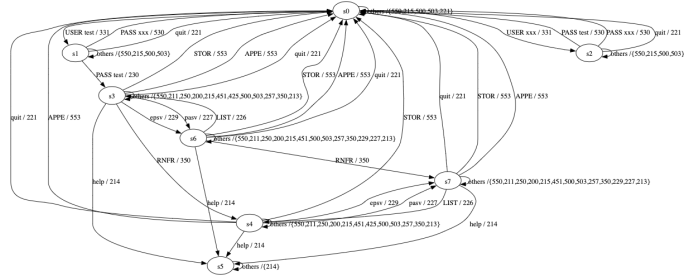 s0
others / {550,215,500,503,221}
USER test / 331
PASS xxx / 530
quit / 221
USER xxx / 331
PASS test / 530
PASS xxx / 530
quit / 221
s1
others / {550,215,500,503}
STOR / 553
APPE / 553
quit / 221
s2
others / {550,215,500,503}
PASS test / 230
STOR / 553
APPE / 553
quit / 221
s3
others / {550,211,250,200,215,451,425,500,503,257,350,213}
quit / 221
STOR / 553
APPE / 553
quit / 221
APPE / 553
epsv / 229
pasv / 227
LIST / 226
STOR / 553
s6
others / {550,211,250,200,215,451,500,503,257,350,229,227,213}
RNFR / 350
RNFR / 350
s7
others / {550,211,250,200,215,451,500,503,257,350,229,227,213}
help / 214
help / 214
epsv / 229
pasv / 227
LIST / 226
s4
others / {550,211,250,200,215,451,425,500,503,257,350,213}
help / 214
help / 214
s5
others / {214}